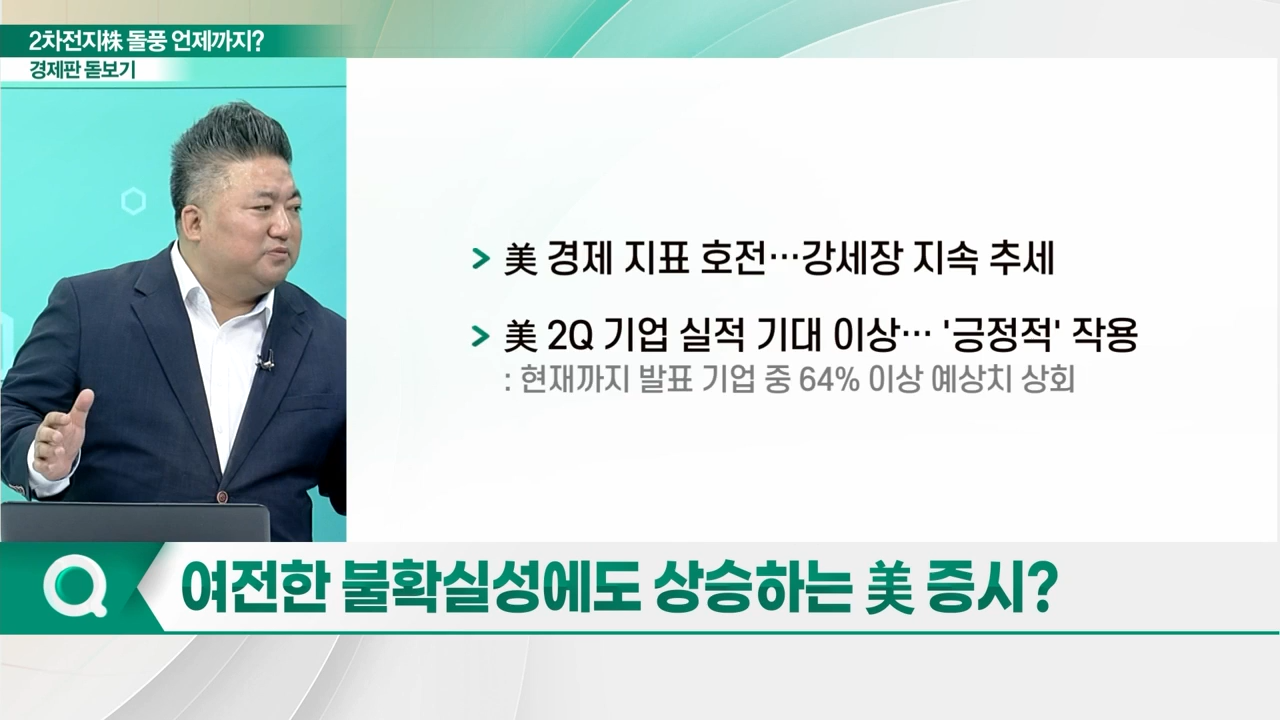 2차전지株 돌풍 언제까지?
경제판 돋보기
> 美 경제 지표 호전…강세장 지속 추세
> 美 2Q 기업 실적 기대 이상… '긍정적' 작용
: 현재까지 발표 기업 중 64% 이상 예상치 상회
Q 여전한 불확실성에도 상승하는 美 증시?